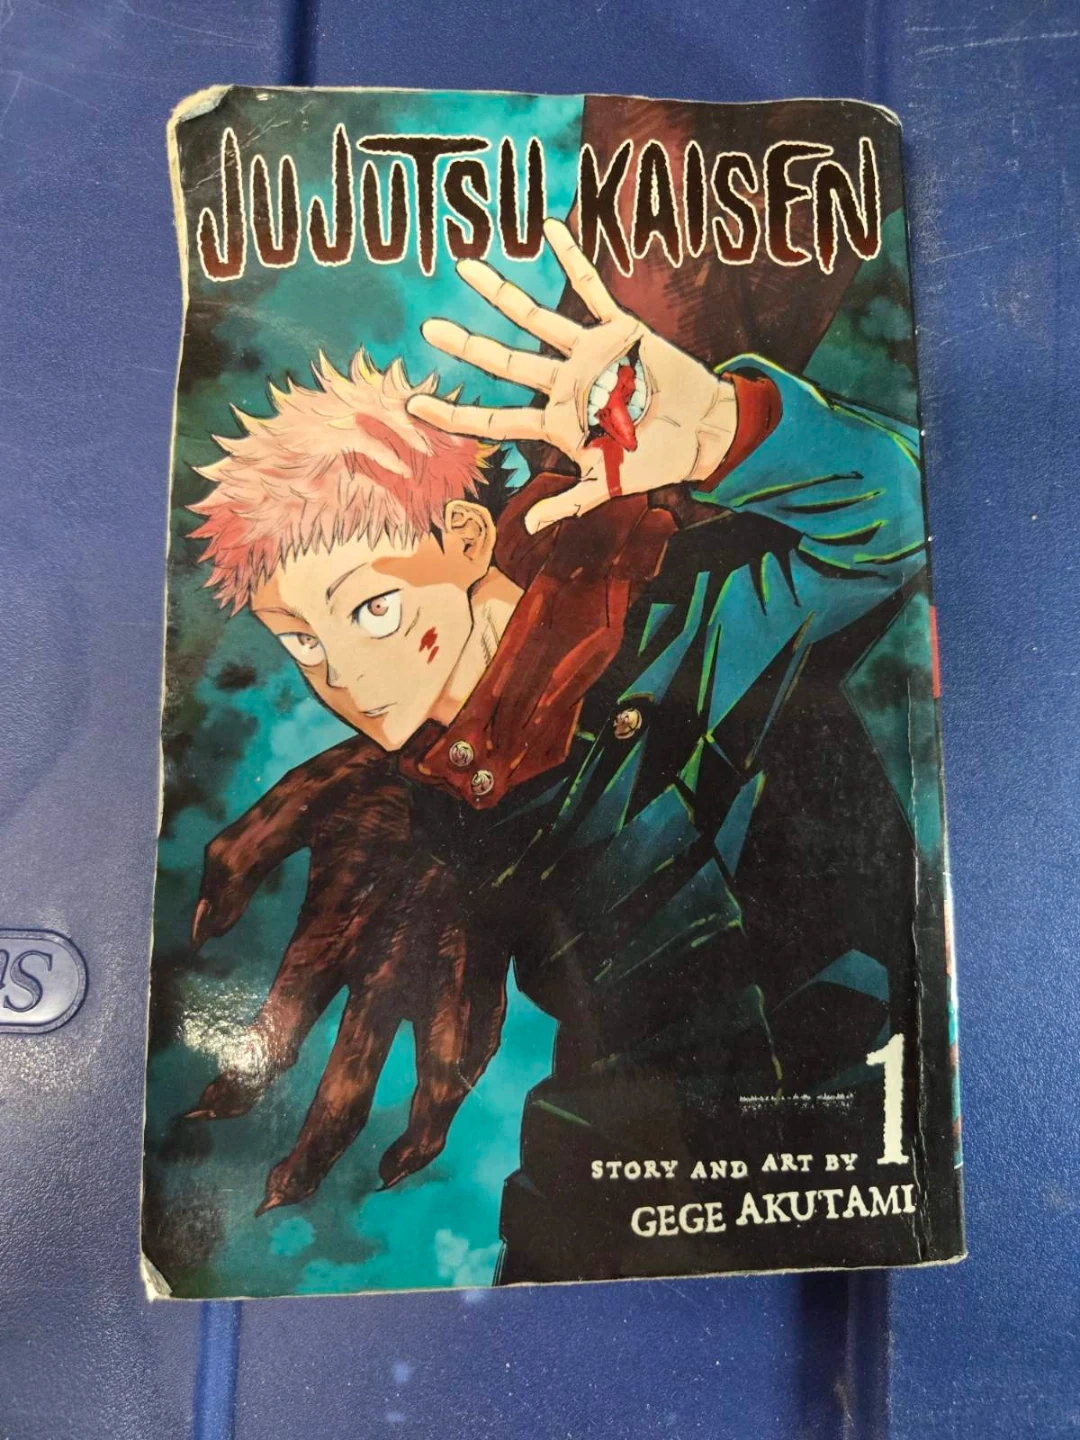 JUJUTSU KAISEN
1
STORY AND ART BY
GEGE AKUTAMI